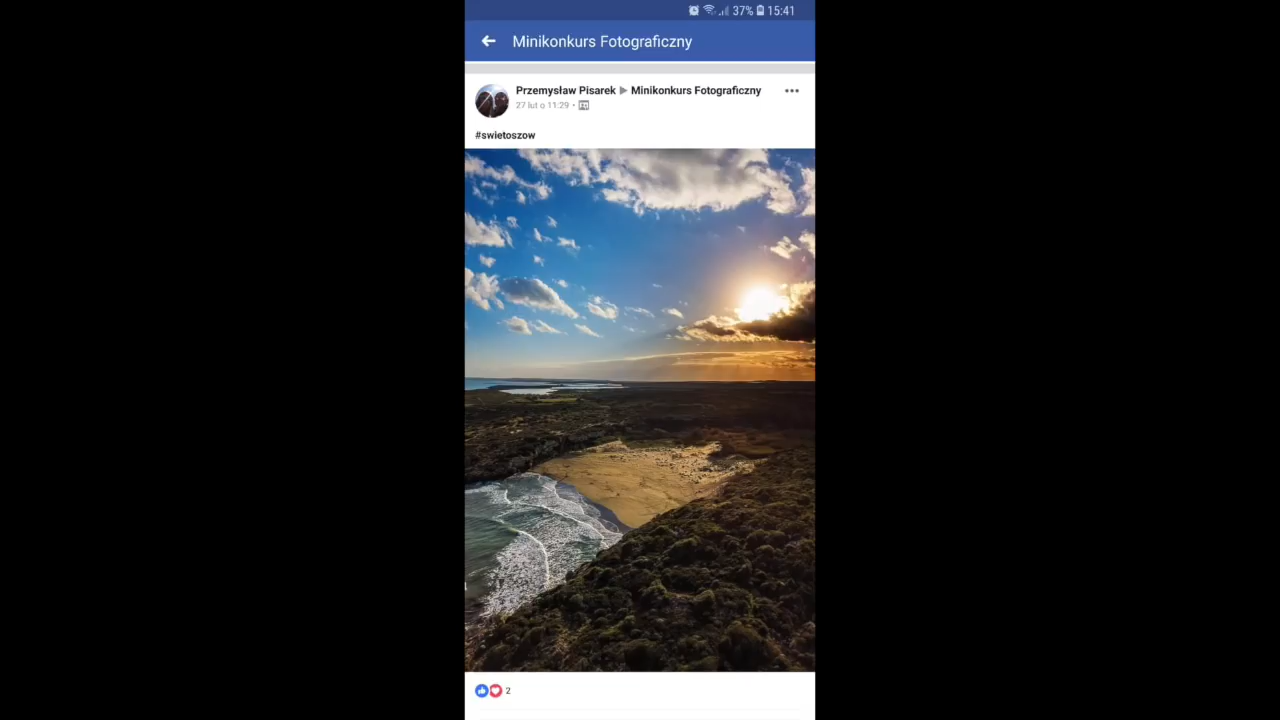 37% 15:41
Minikonkurs Fotograficzny
Przemysław Pisarek ▶ Minikonkurs Fotograficzny
27 lut o 11:29 •
#swietoszow
2